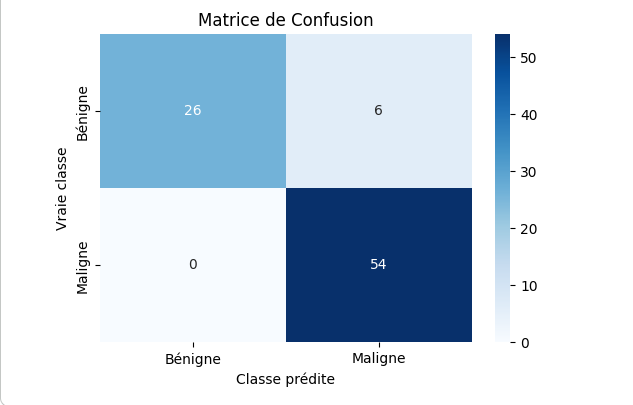 Matrice de Confusion
Vraie classe
Bénigne
26
6
Maligne
0
54
Bénigne
Maligne
Classe prédite
50
40
30
20
10
0